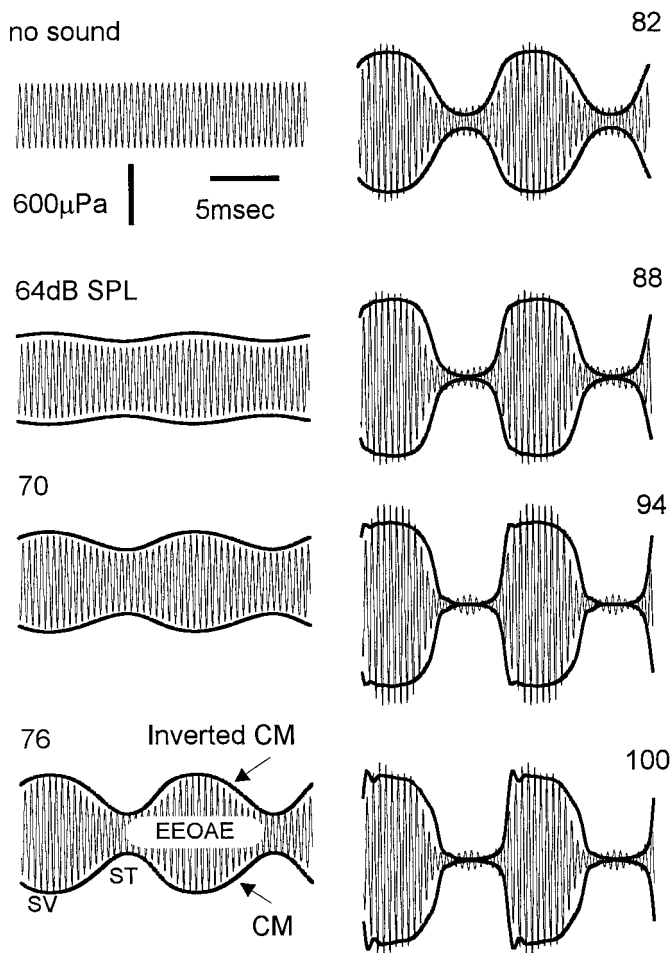 no sound
600μPa
5msec
64dB SPL
70
76
Inverted CM
EEOAE
ST
SV
CM
82
88
94
100